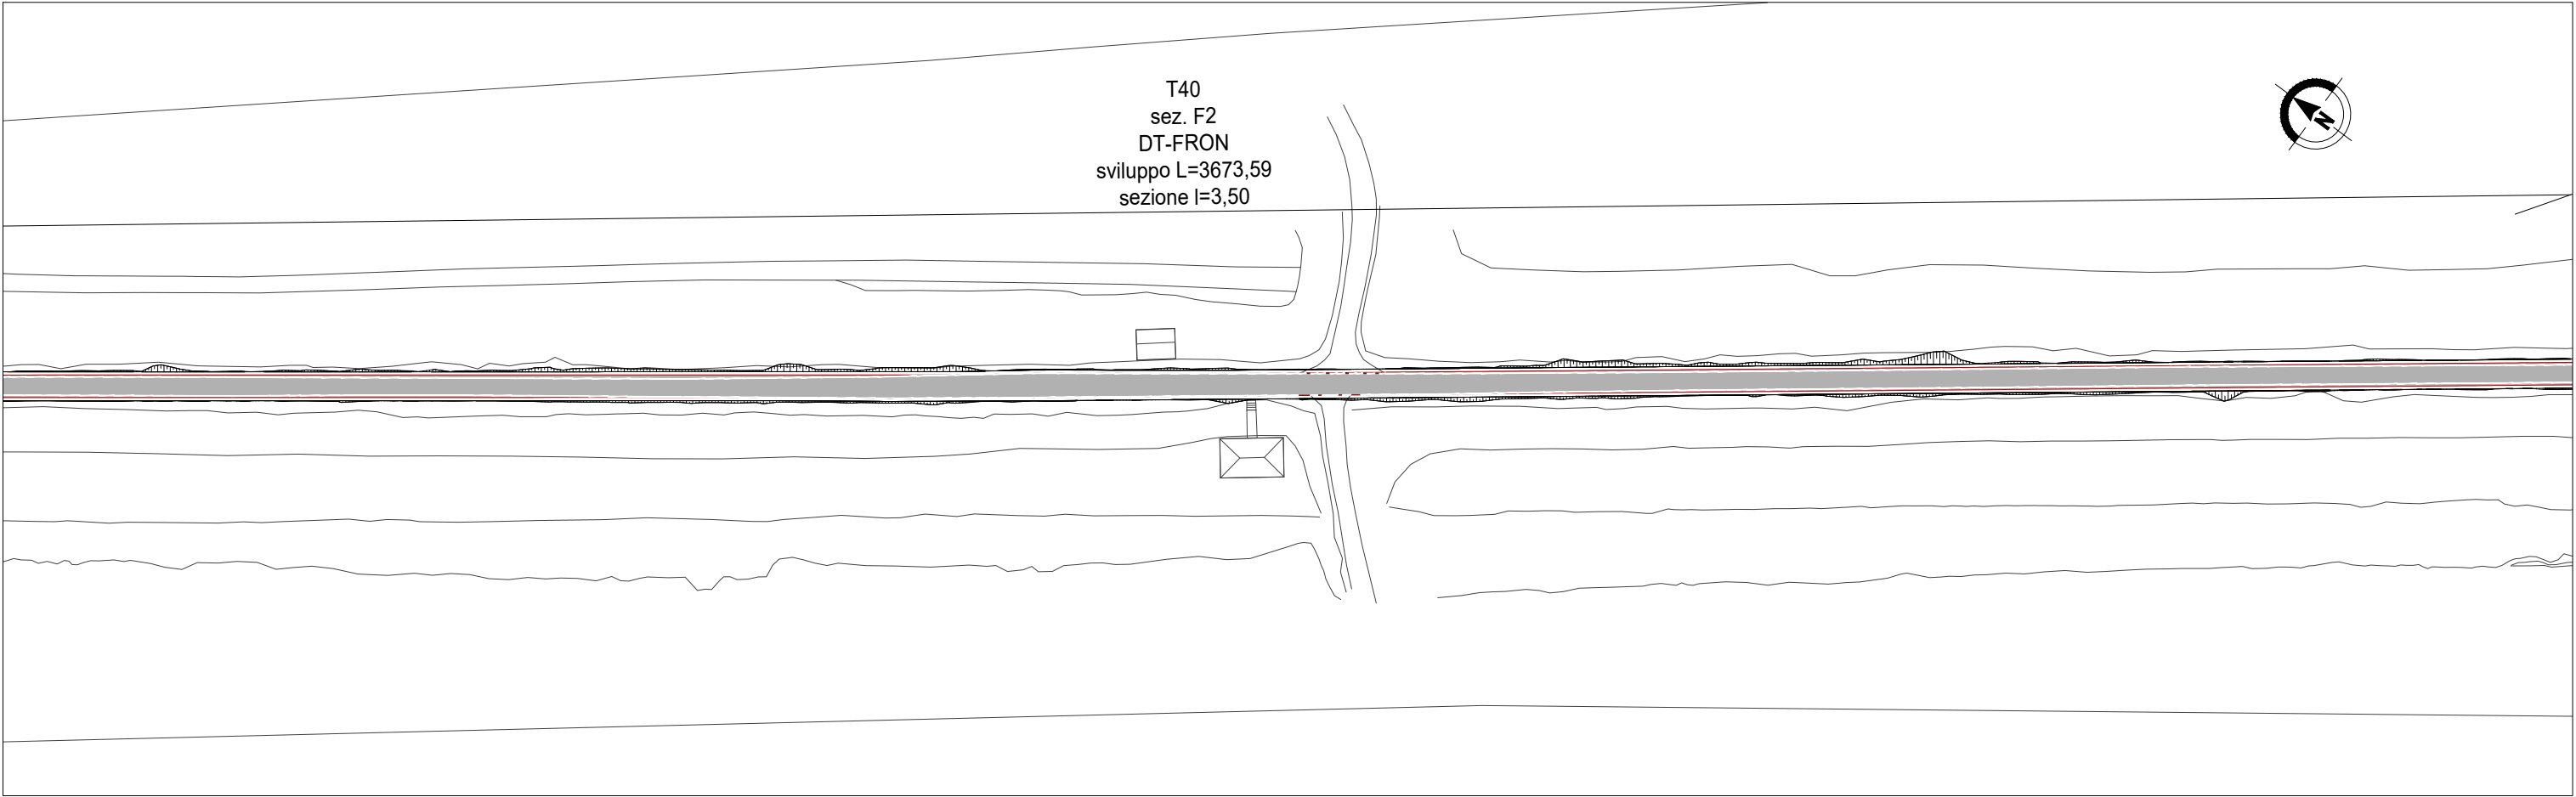 T40
sez. F2
DT-FRON
sviluppo L=3673,59
sezione l=3,50
N